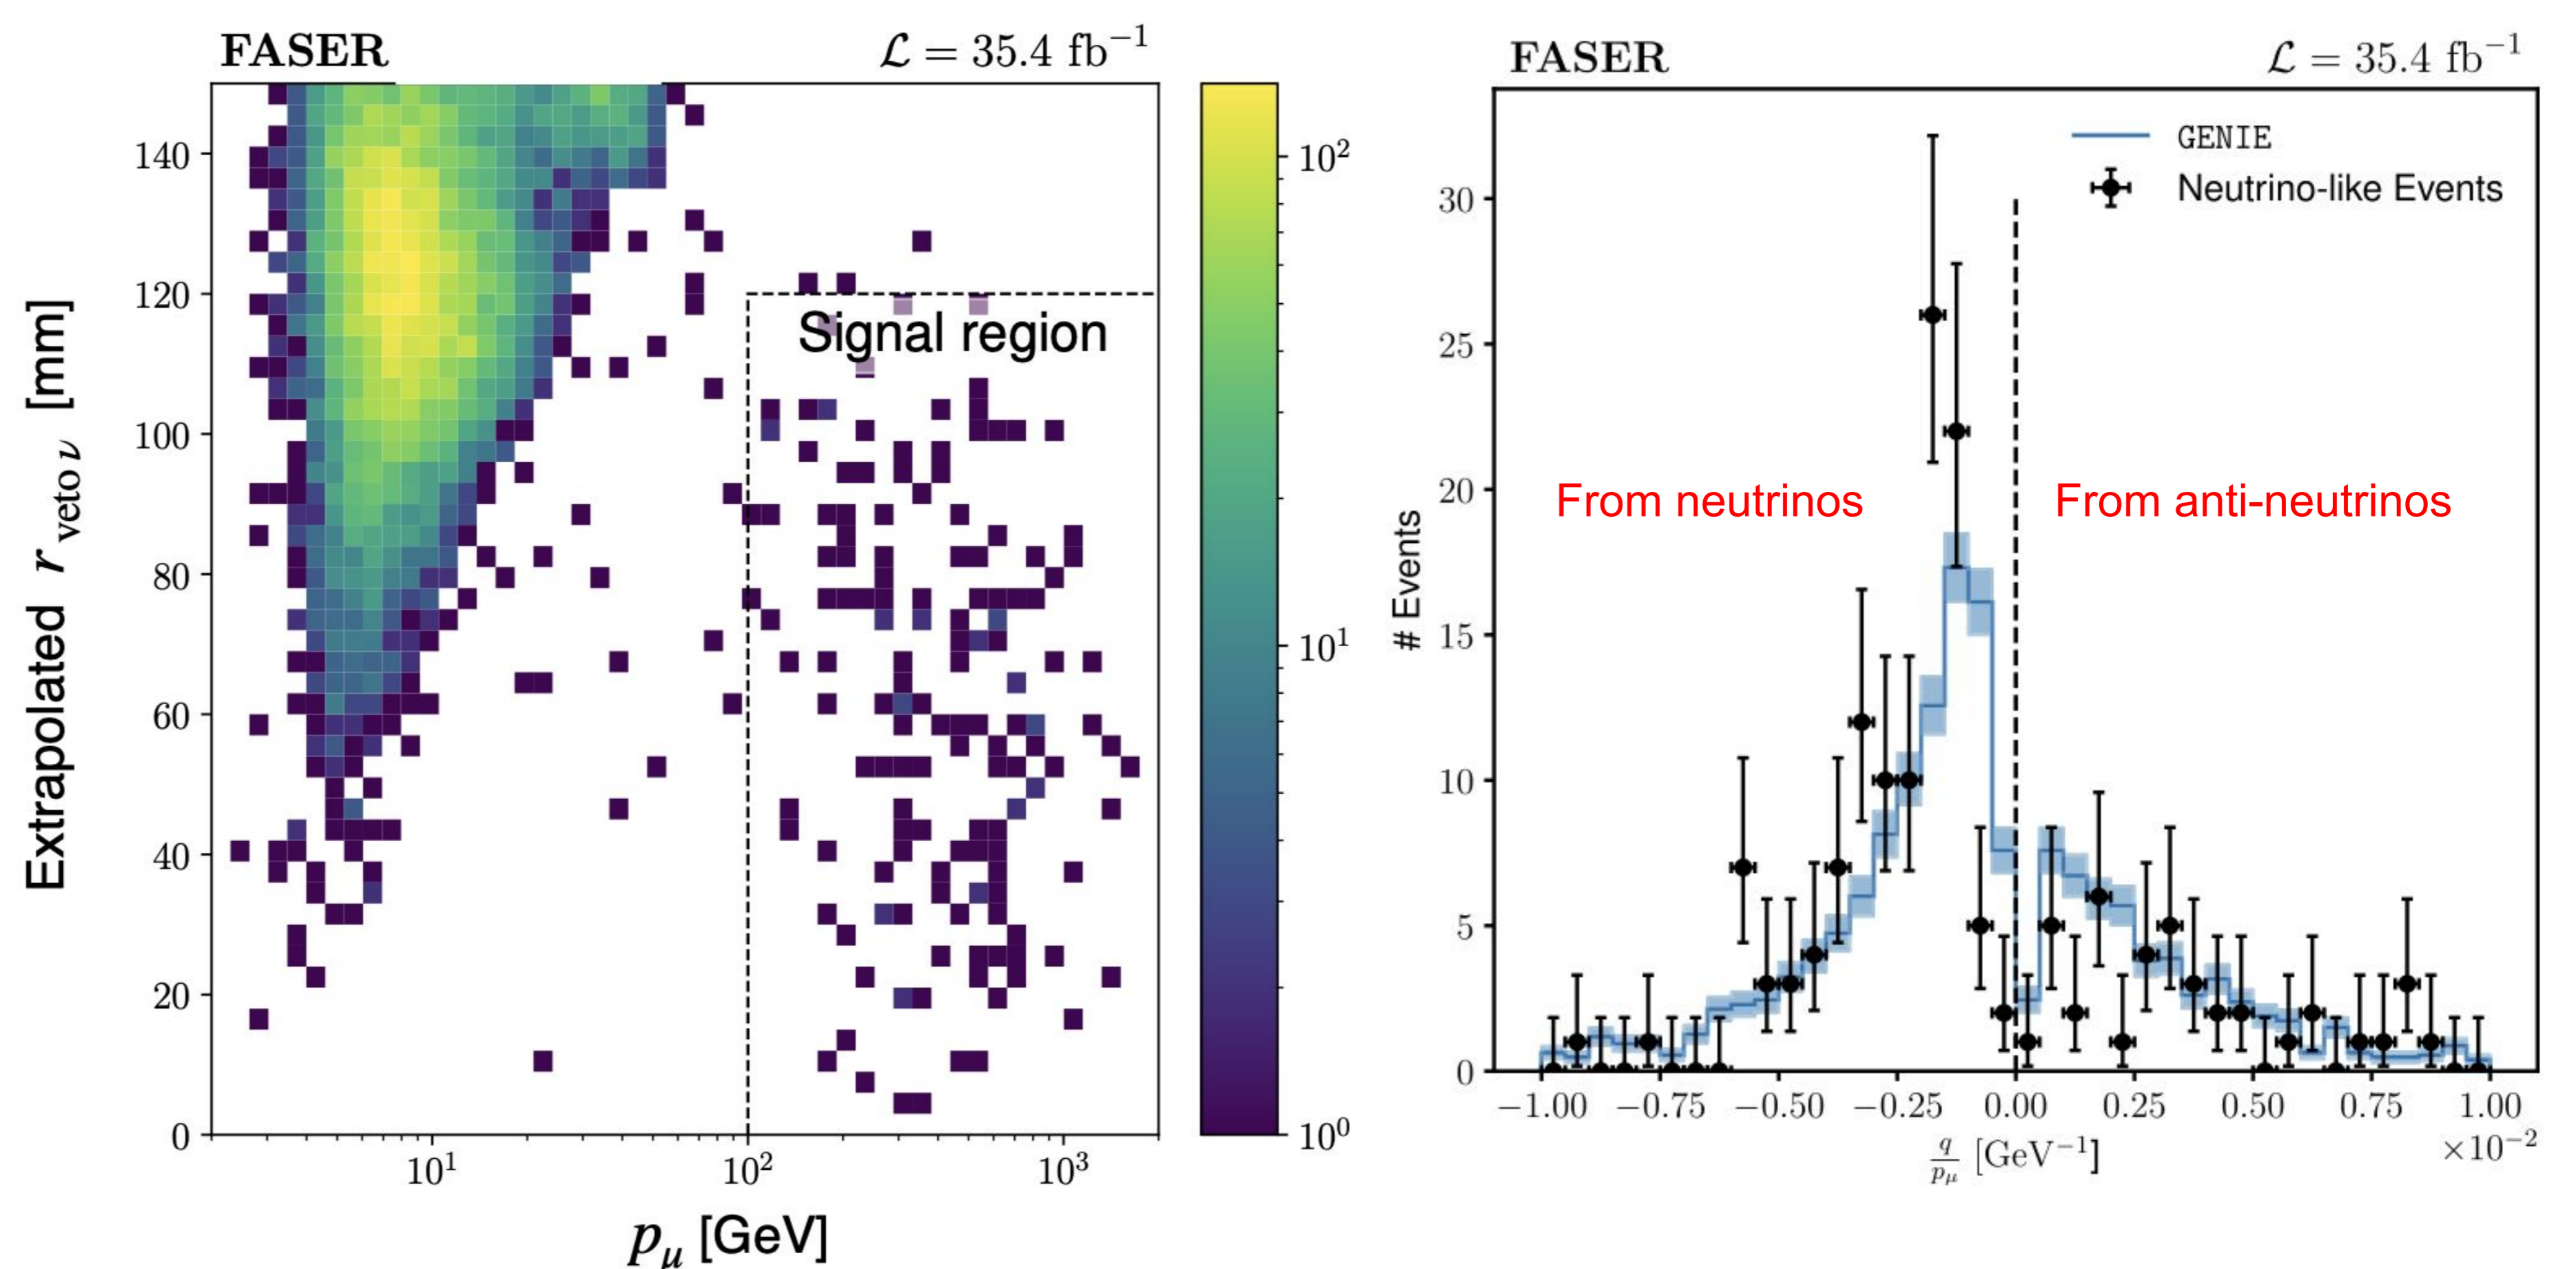 FASER
ℒ = 35.4 fb⁻¹
Extrapolated r veto ν [mm]
140
120
100
80
60
40
20
0
Signal region
10¹
10²
10³
p_μ [GeV]
10²
10¹
10⁰
FASER
ℒ = 35.4 fb⁻¹
GENIE
Neutrino-like Events
From neutrinos
From anti-neutrinos
# Events
30
25
20
15
10
5
0
−1.00 −0.75 −0.50 −0.25 0.00 0.25 0.50 0.75 1.00
×10⁻²
q/p_μ [GeV⁻¹]